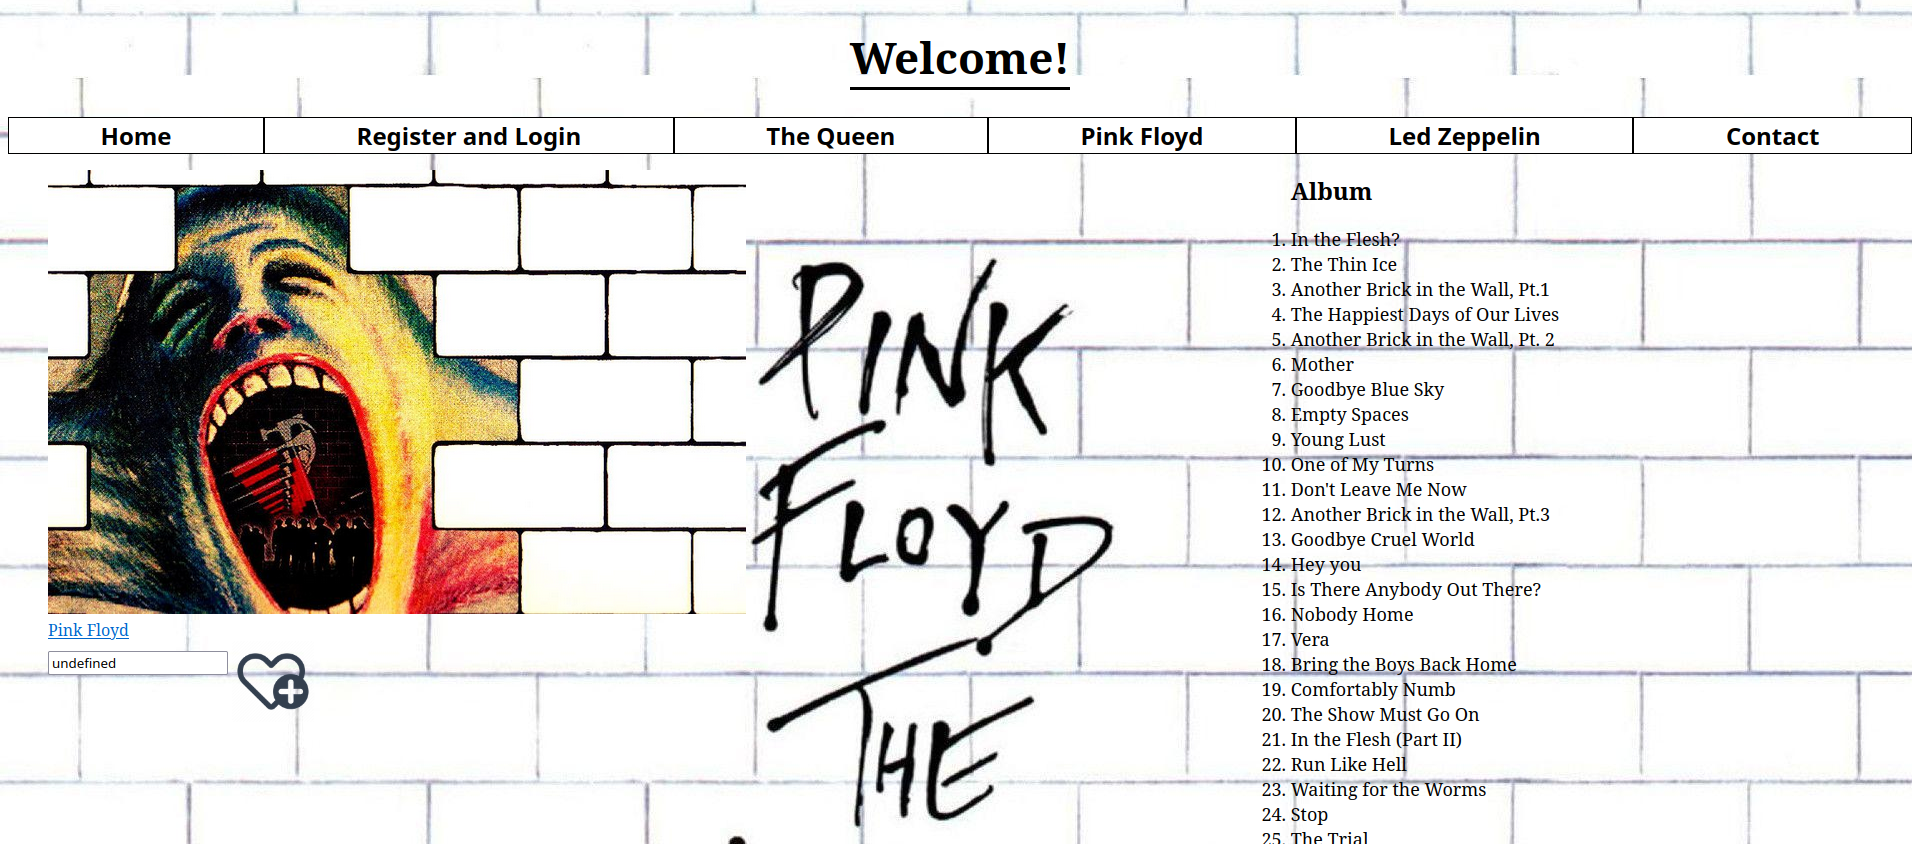 Welcome!
Home
Register and Login
The Queen
Pink Floyd
Led Zeppelin
Contact
PINK
FLOYD
THE
Pink Floyd
undefined
Album
1. In the Flesh?
2. The Thin Ice
3. Another Brick in the Wall, Pt.1
4. The Happiest Days of Our Lives
5. Another Brick in the Wall, Pt. 2
6. Mother
7. Goodbye Blue Sky
8. Empty Spaces
9. Young Lust
10. One of My Turns
11. Don't Leave Me Now
12. Another Brick in the Wall, Pt.3
13. Goodbye Cruel World
14. Hey you
15. Is There Anybody Out There?
16. Nobody Home
17. Vera
18. Bring the Boys Back Home
19. Comfortably Numb
20. The Show Must Go On
21. In the Flesh (Part II)
22. Run Like Hell
23. Waiting for the Worms
24. Stop
25. The Trial